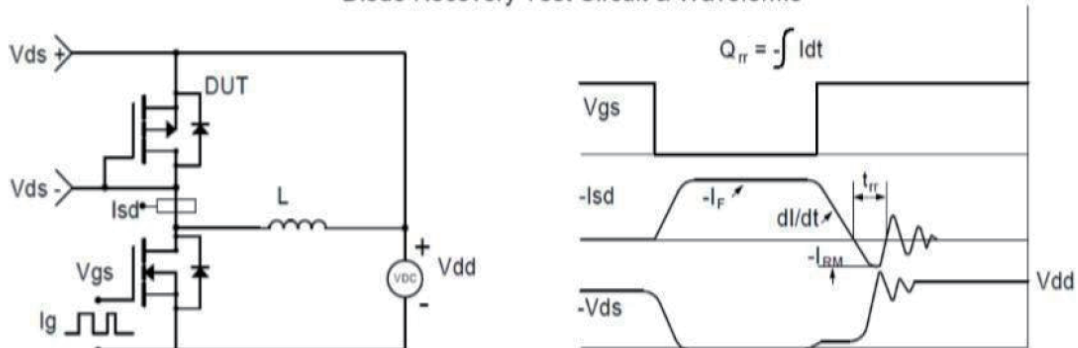 Diode Recovery Test Circuit & Waveforms
Vds +
DUT
Vds -
Isd
L
Vgs
Ig
VDC
+
-
Vdd
Qrr = -∫ Idt
Vgs
-Isd
-IF
dI/dt
trr
-IRM
Vdd
-Vds